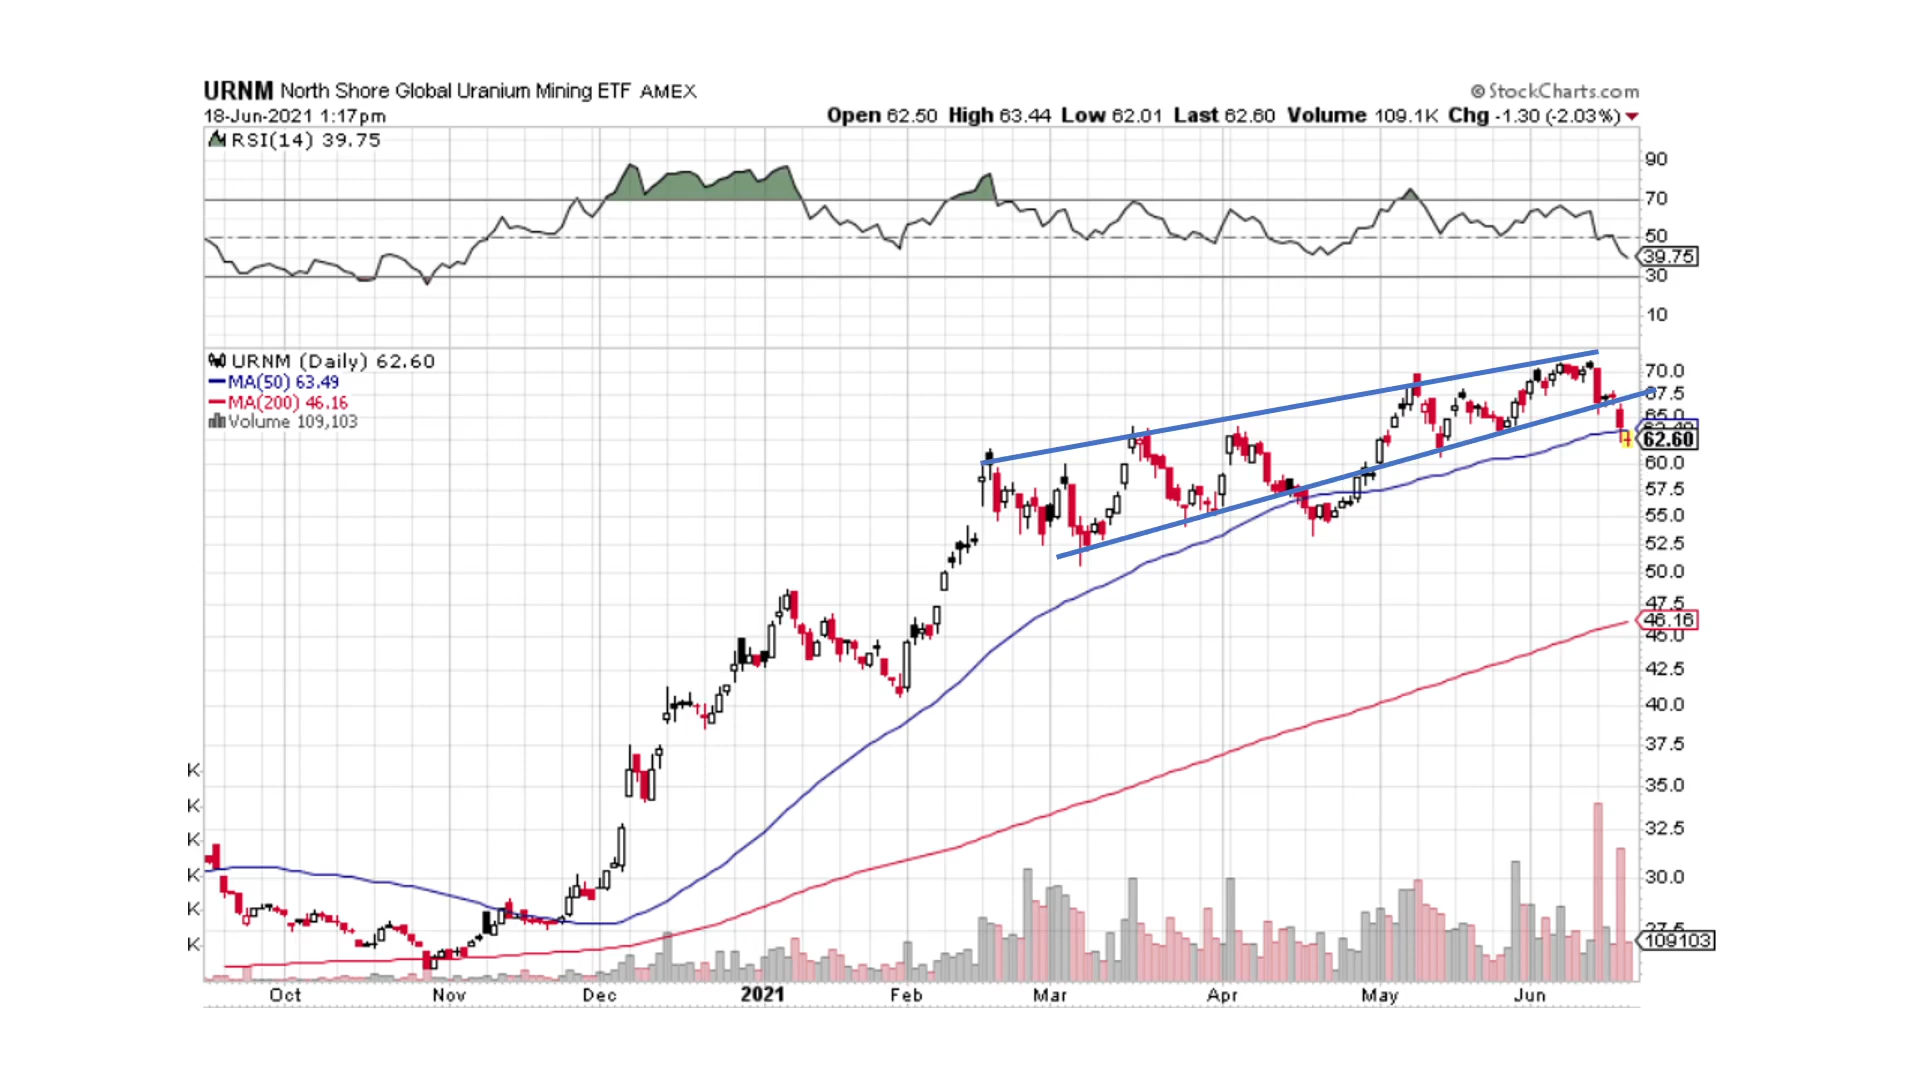 URNM North Shore Global Uranium Mining ETF AMEX
© StockCharts.com
18-Jun-2021 1:17pm
Open 62.50 High 63.44 Low 62.01 Last 62.60 Volume 109.1K Chg -1.30 (-2.03%)
RSI(14) 39.75
90
70
50
39.75
30
10
URNM (Daily) 62.60
MA(50) 63.49
MA(200) 46.16
Volume 109,103
70.0
67.5
65.0
62.60
60.0
57.5
55.0
52.5
50.0
47.5
46.16
45.0
42.5
40.0
37.5
35.0
32.5
30.0
27.5
109103
K
K
K
K
K
K
Oct Nov Dec 2021 Feb Mar Apr May Jun